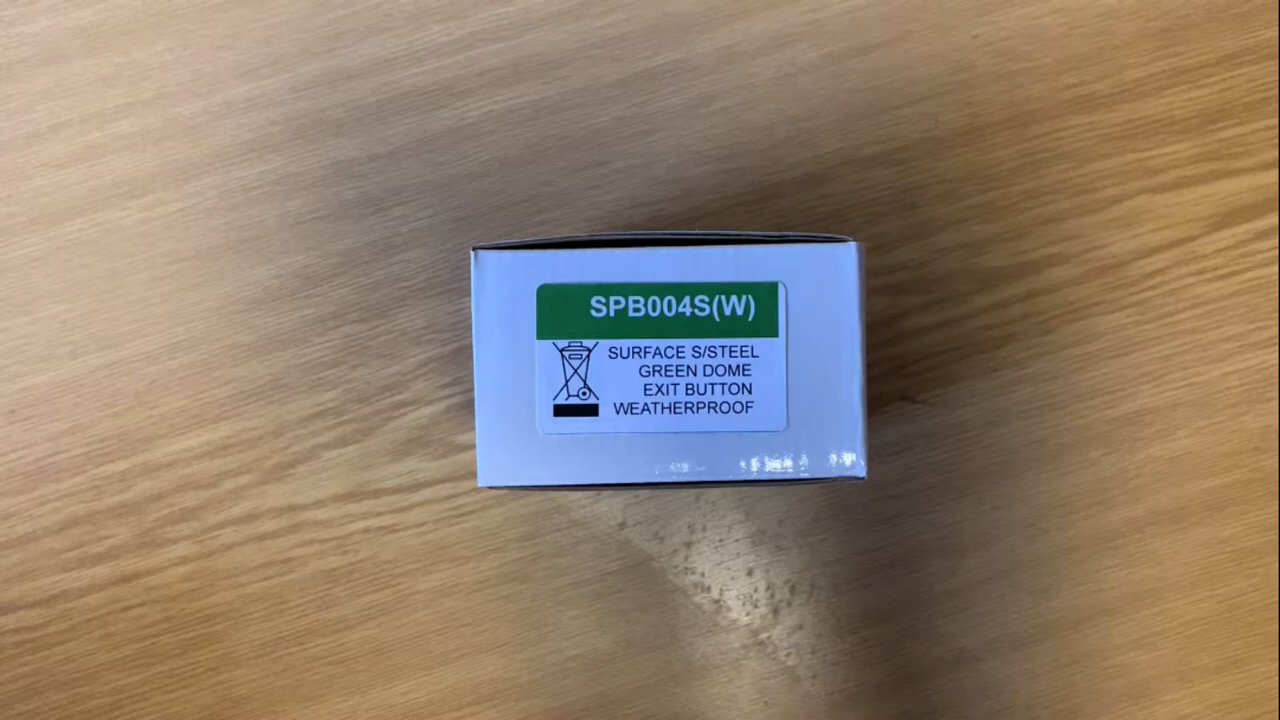 SPB004S(W)
SURFACE S/STEEL
GREEN DOME
EXIT BUTTON
WEATHERPROOF